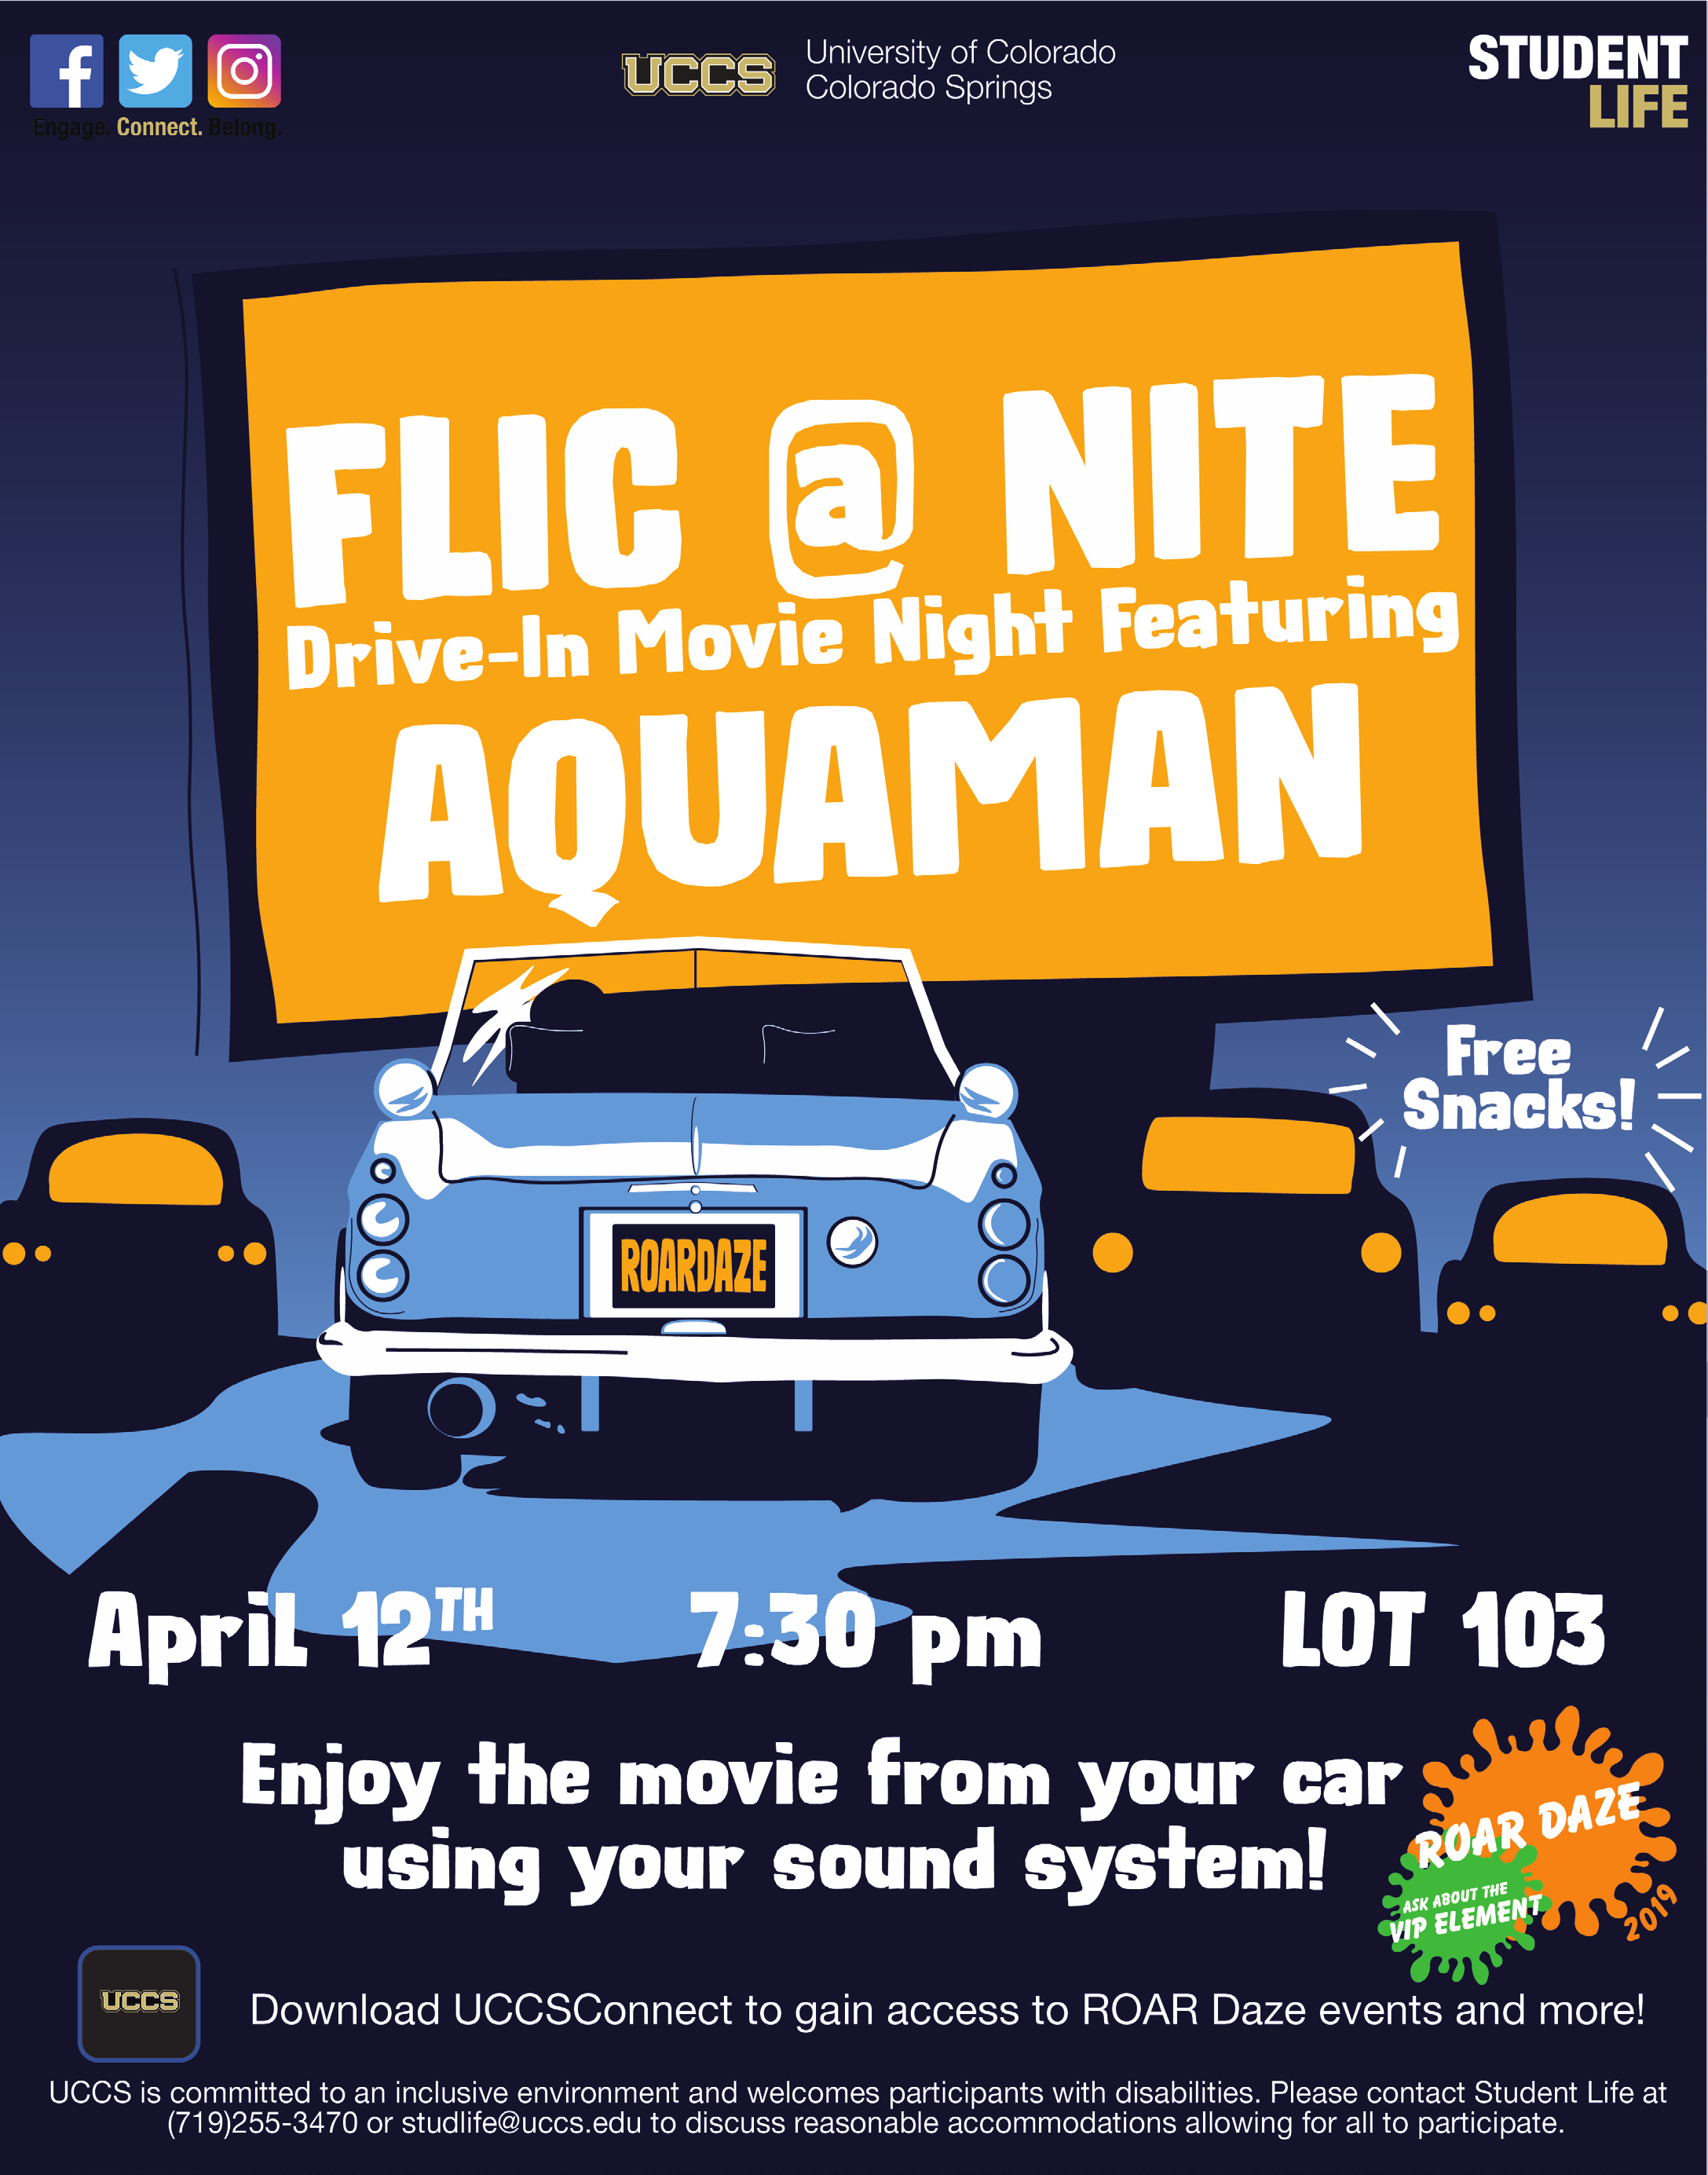 UCCS
University of Colorado
Colorado Springs
STUDENT
LIFE
Engage. Connect. Belong.
FLIC @ NITE
Drive-In Movie Night Featuring
AQUAMAN
Free
Snacks!
ROARDAZE
April 12TH
7:30 pm
LOT 103
Enjoy the movie from your car
using your sound system!
ROAR DAZE
2019
ASK ABOUT THE
VIP ELEMENT
UCCS
Download UCCSConnect to gain access to ROAR Daze events and more!
UCCS is committed to an inclusive environment and welcomes participants with disabilities. Please contact Student Life at
(719)255-3470 or studlife@uccs.edu to discuss reasonable accommodations allowing for all to participate.